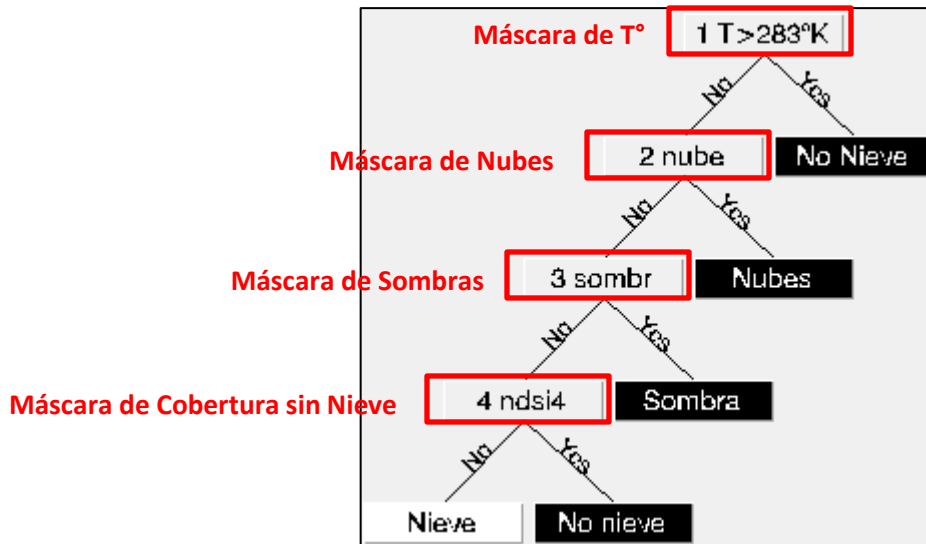 Máscara de T° 1 T>283°K
No Yes
Máscara de Nubes 2 nube No Nieve
No Yes
Máscara de Sombras 3 sombr Nubes
No Yes
Máscara de Cobertura sin Nieve 4 ndsi4 Sombra
No Yes
Nieve No nieve